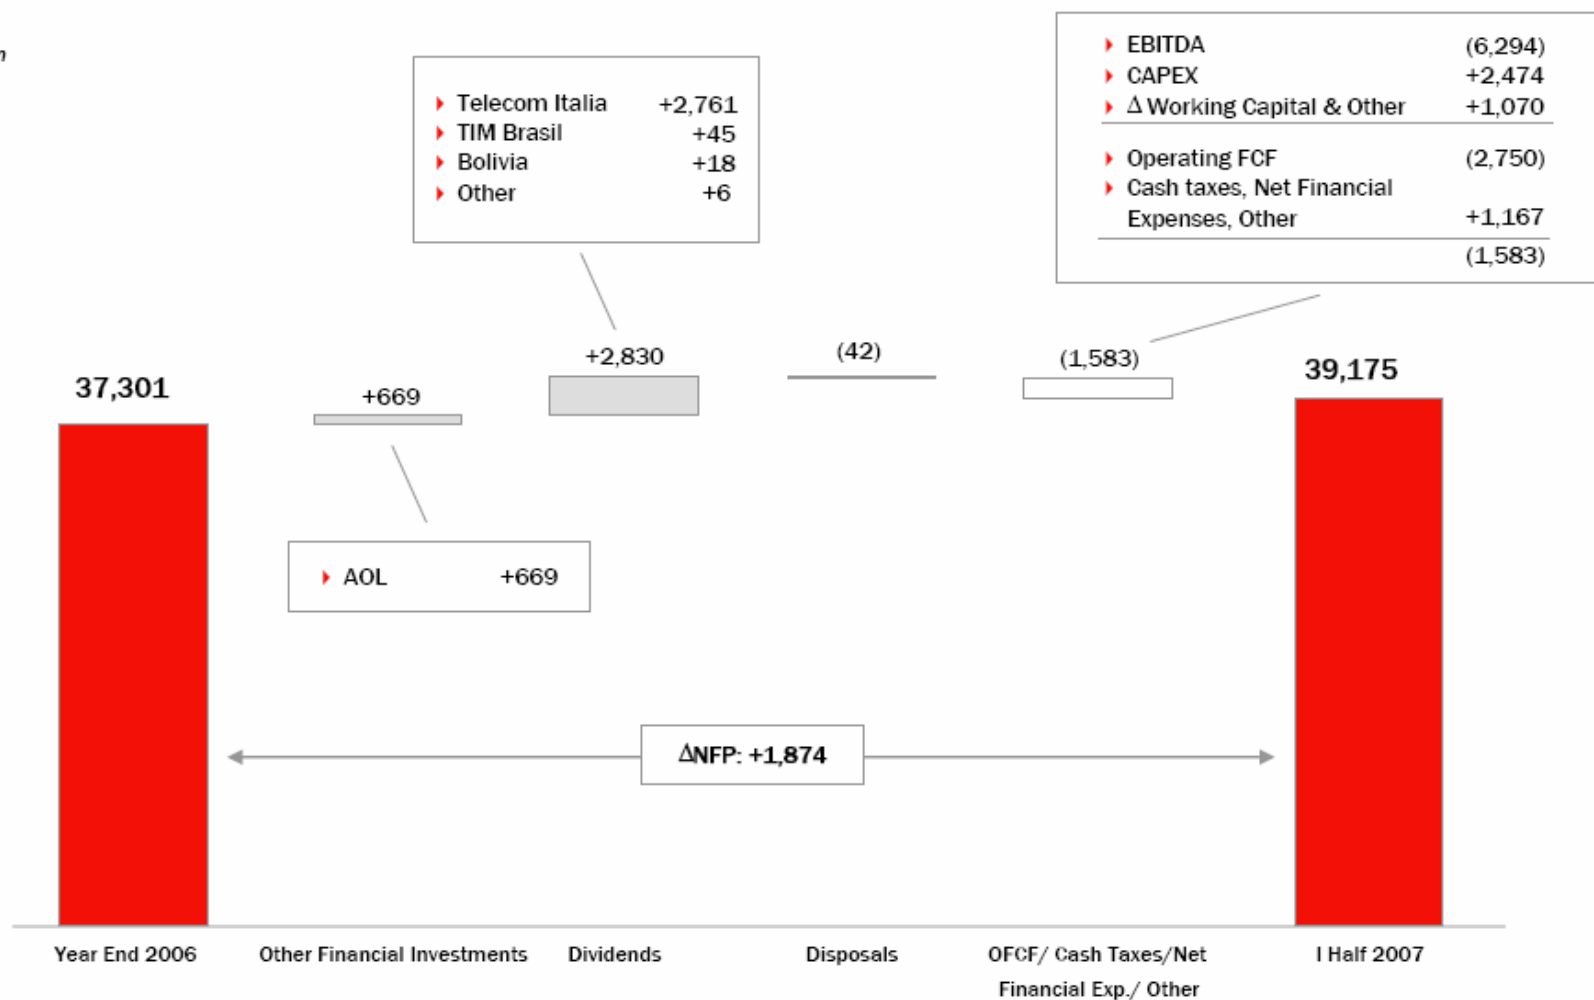 Telecom Italia +2,761
TIM Brasil +45
Bolivia +18
Other +6
EBITDA (6,294)
CAPEX +2,474
Δ Working Capital & Other +1,070
Operating FCF (2,750)
Cash taxes, Net Financial
Expenses, Other +1,167
(1,583)
37,301
+669
+2,830
(42)
(1,583)
39,175
AOL +669
ΔNFP: +1,874
Year End 2006
Other Financial Investments
Dividends
Disposals
OFCF/ Cash Taxes/Net
Financial Exp./ Other
I Half 2007